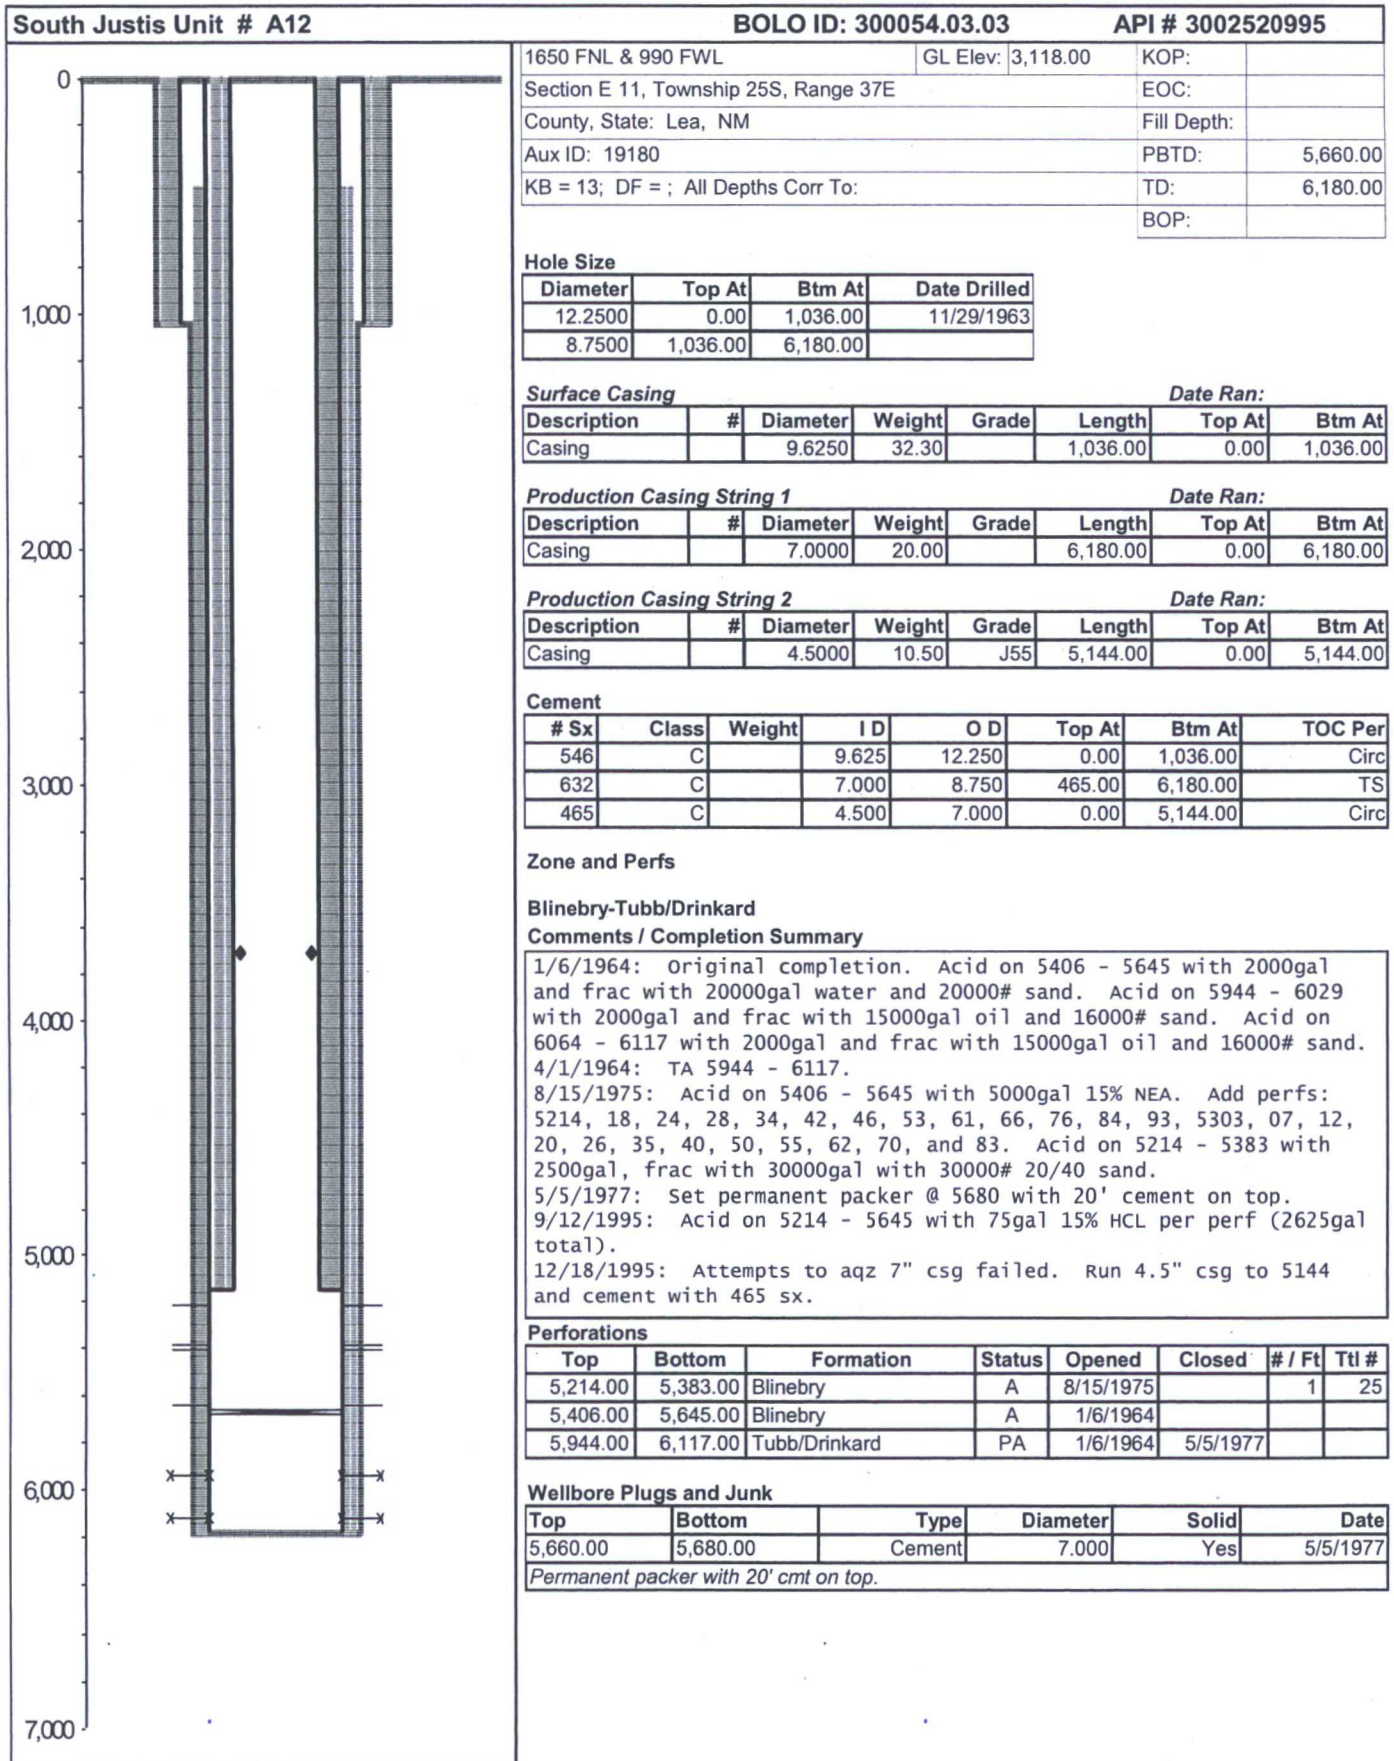 South Justis Unit # A12 BOLO ID: 300054.03.03 API # 3002520995
1650 FNL & 990 FWL GL Elev: 3,118.00 KOP:
Section E 11, Township 25S, Range 37E EOC:
County, State: Lea, NM Fill Depth:
Aux ID: 19180 PBTD: 5,660.00
KB = 13; DF = ; All Depths Corr To: TD: 6,180.00
BOP:
Hole Size
Diameter Top At Btm At Date Drilled
12.2500 0.00 1,036.00 11/29/1963
8.7500 1,036.00 6,180.00
Surface Casing Date Ran:
Description # Diameter Weight Grade Length Top At Btm At
Casing 9.6250 32.30 1,036.00 0.00 1,036.00
Production Casing String 1 Date Ran:
Description # Diameter Weight Grade Length Top At Btm At
Casing 7.0000 20.00 6,180.00 0.00 6,180.00
Production Casing String 2 Date Ran:
Description # Diameter Weight Grade Length Top At Btm At
Casing 4.5000 10.50 J55 5,144.00 0.00 5,144.00
Cement
# Sx Class Weight I D O D Top At Btm At TOC Per
546 C 9.625 12.250 0.00 1,036.00 Circ
632 C 7.000 8.750 465.00 6,180.00 TS
465 C 4.500 7.000 0.00 5,144.00 Circ
Zone and Perfs
Blinebry-Tubb/Drinkard
Comments / Completion Summary
1/6/1964: Original completion. Acid on 5406 - 5645 with 2000gal
and frac with 20000gal water and 20000# sand. Acid on 5944 - 6029
with 2000gal and frac with 15000gal oil and 16000# sand. Acid on
6064 - 6117 with 2000gal and frac with 15000gal oil and 16000# sand.
4/1/1964: TA 5944 - 6117.
8/15/1975: Acid on 5406 - 5645 with 5000gal 15% NEA. Add perfs:
5214, 18, 24, 28, 34, 42, 46, 53, 61, 66, 76, 84, 93, 5303, 07, 12,
20, 26, 35, 40, 50, 55, 62, 70, and 83. Acid on 5214 - 5383 with
2500gal, frac with 30000gal with 30000# 20/40 sand.
5/5/1977: Set permanent packer @ 5680 with 20' cement on top.
9/12/1995: Acid on 5214 - 5645 with 75gal 15% HCL per perf (2625gal
total).
12/18/1995: Attempts to aqz 7" csg failed. Run 4.5" csg to 5144
and cement with 465 sx.
Perforations
Top Bottom Formation Status Opened Closed # / Ft Ttl #
5,214.00 5,383.00 Blinebry A 8/15/1975 1 25
5,406.00 5,645.00 Blinebry A 1/6/1964
5,944.00 6,117.00 Tubb/Drinkard PA 1/6/1964 5/5/1977
Wellbore Plugs and Junk
Top Bottom Type Diameter Solid Date
5,660.00 5,680.00 Cement 7.000 Yes 5/5/1977
Permanent packer with 20' cmt on top.
0
1,000
2,000
3,000
4,000
5,000
6,000
7,000